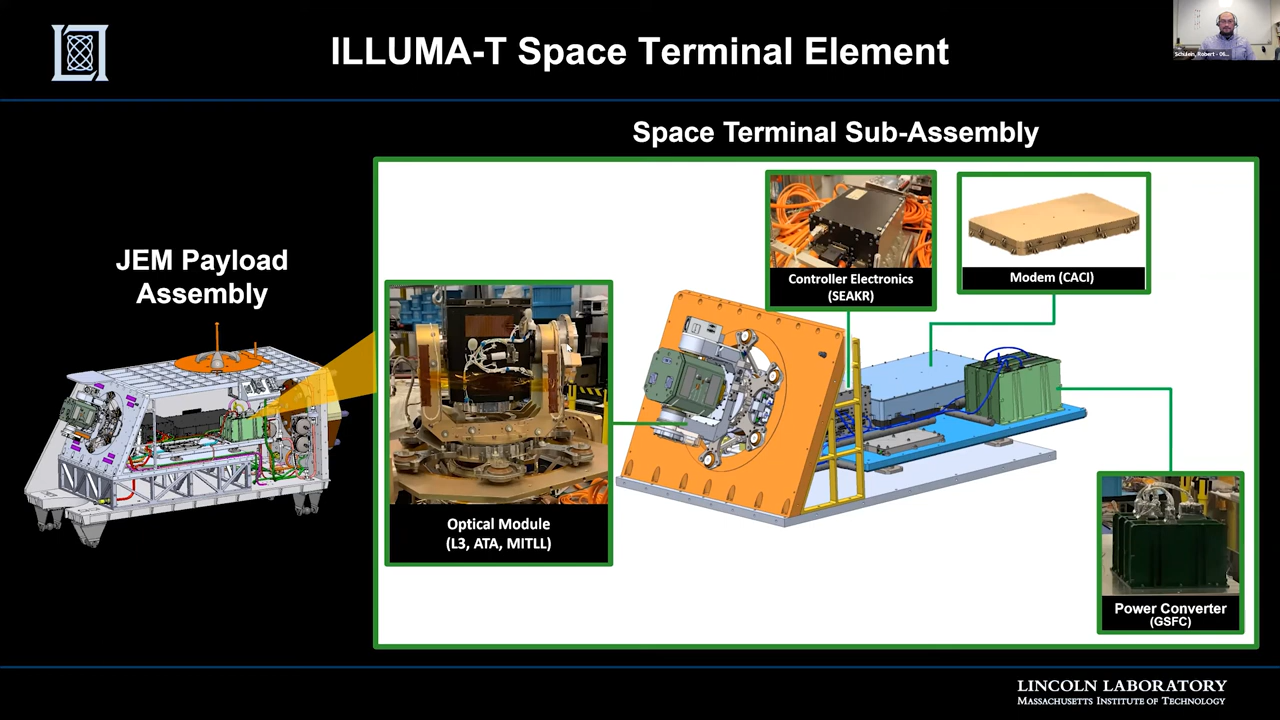 ILLUMA-T Space Terminal Element
Space Terminal Sub-Assembly
JEM Payload
Assembly
Controller Electronics
(SEAKR)
Modem (CACI)
Optical Module
(L3, ATA, MITLL)
Power Converter
(GSFC)
LINCOLN LABORATORY
MASSACHUSETTS INSTITUTE OF TECHNOLOGY